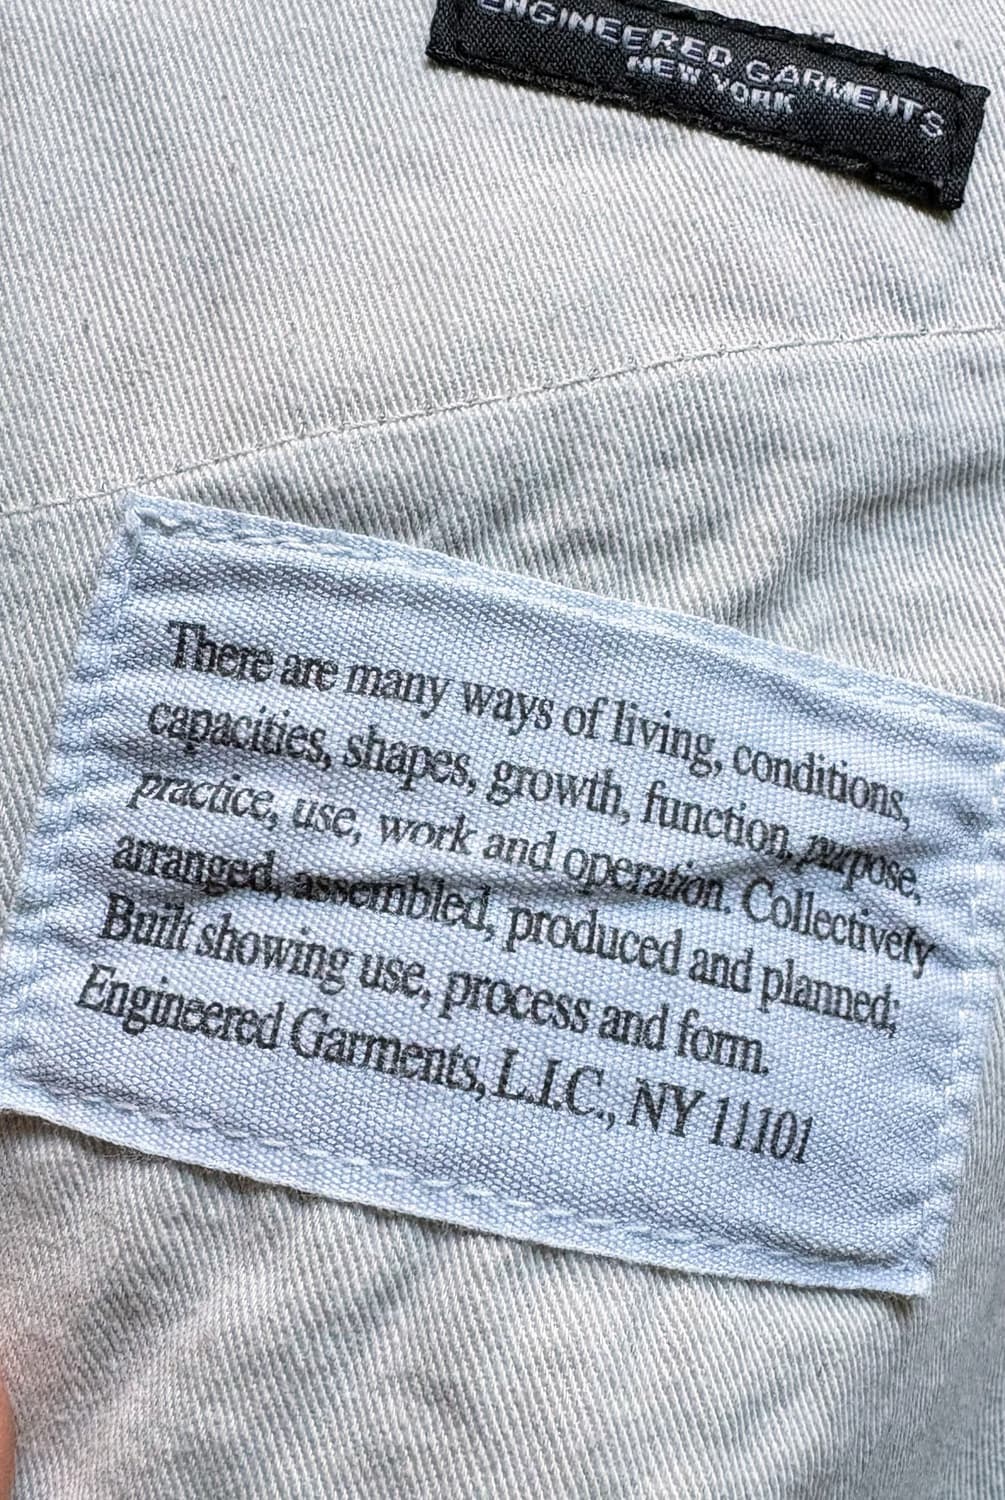 ENGINEERED GARMENTS
NEW YORK
There are many ways of living, conditions,
capacities, shapes, growth, function, purpose,
practice, use, work and operation. Collectively
arranged, assembled, produced and planned;
Built showing use, process and form.
Engineered Garments, L.I.C., NY 11101